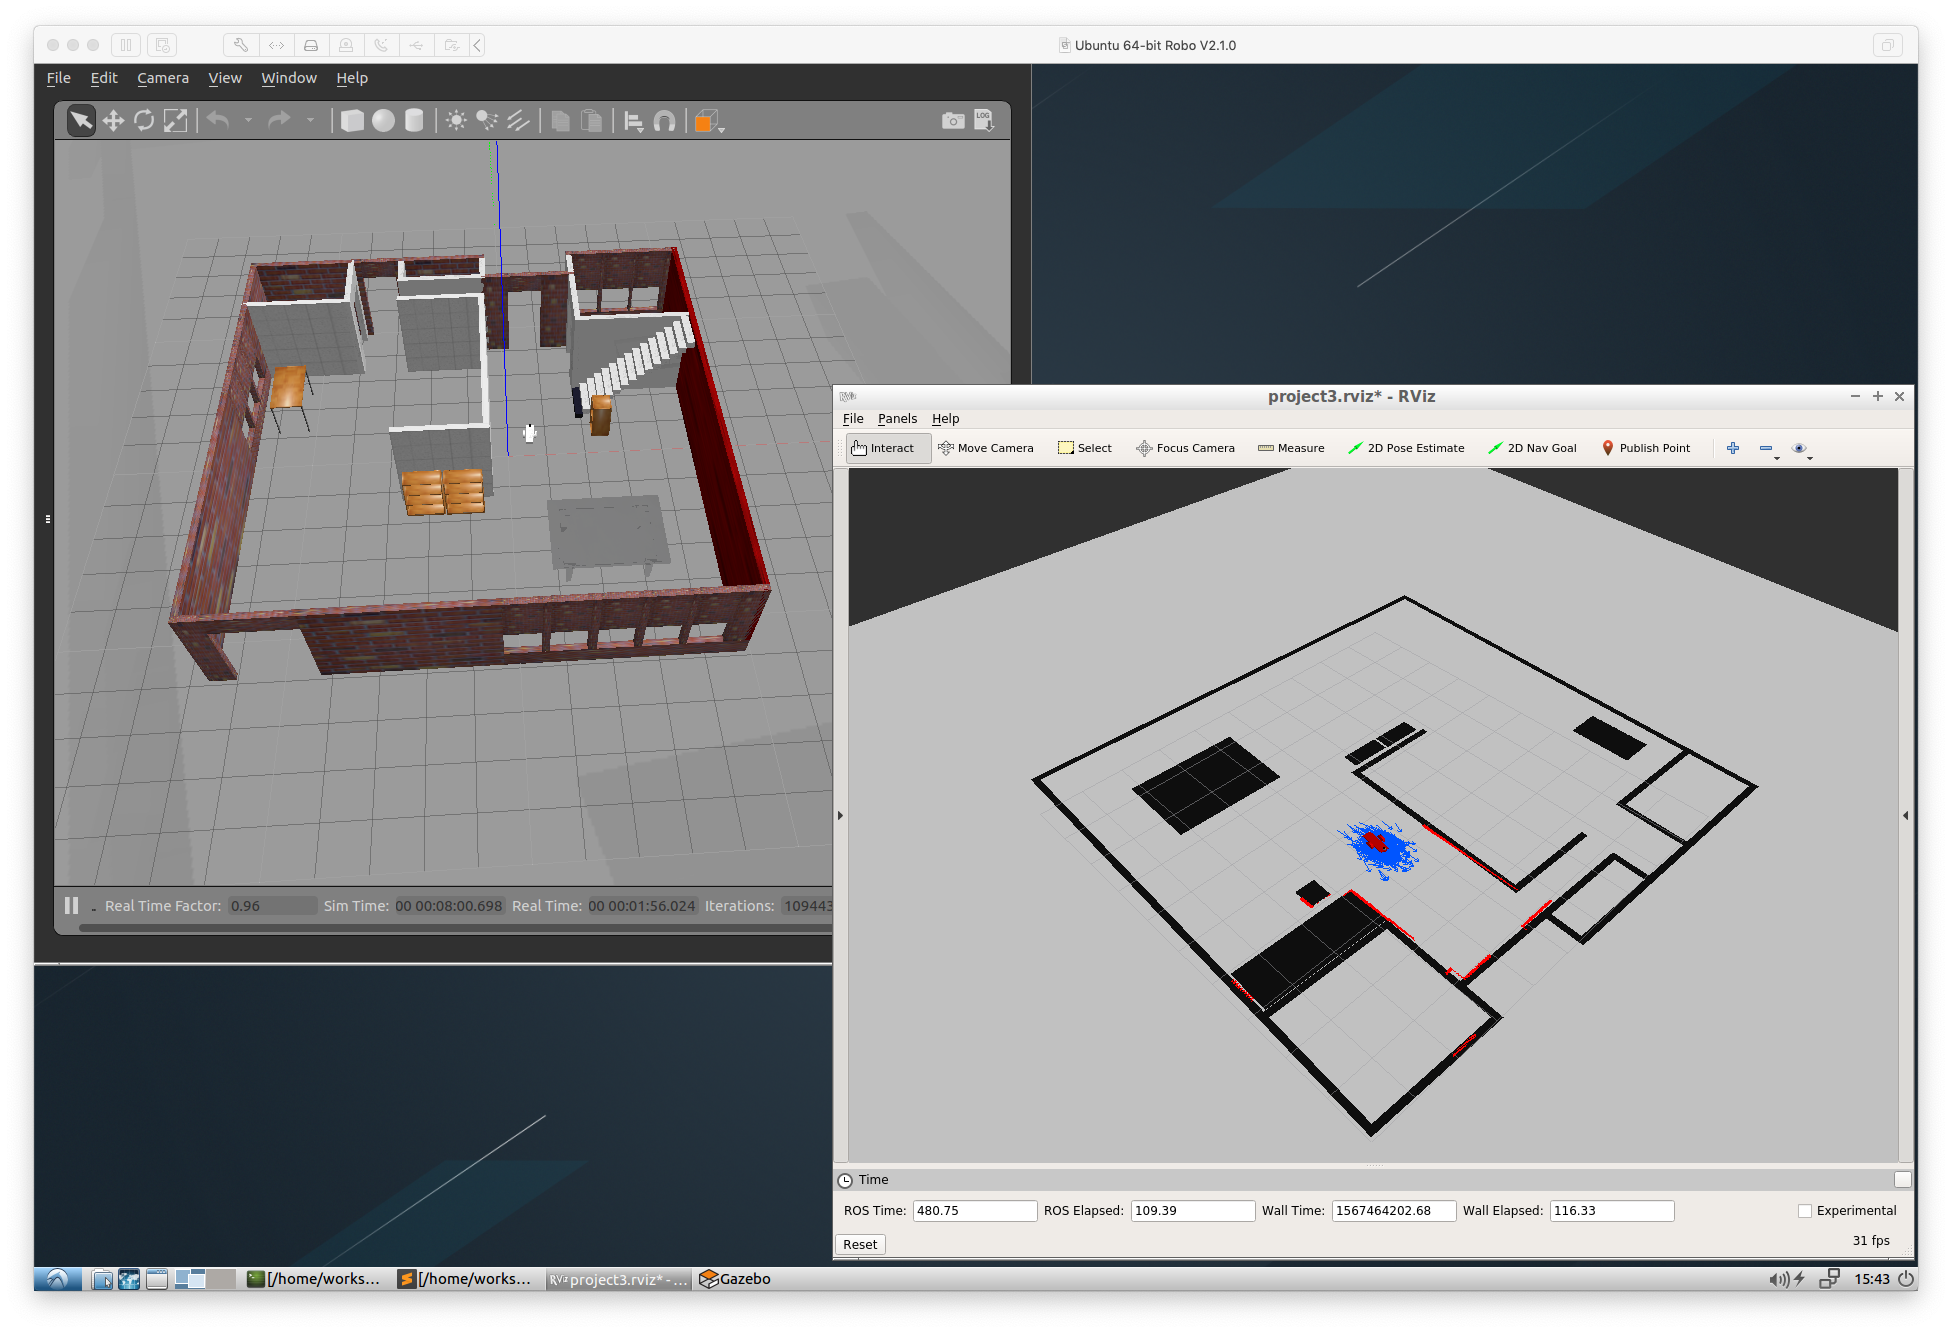 Ubuntu 64-bit Robo V2.1.0
File Edit Camera View Window Help
LOG
Real Time Factor: 0.96 Sim Time: 00 00:08:00.698 Real Time: 00 00:01:56.024 Iterations: 109443
project3.rviz* - RViz
File Panels Help
Interact Move Camera Select Focus Camera Measure 2D Pose Estimate 2D Nav Goal Publish Point
Time
ROS Time: 480.75 ROS Elapsed: 109.39 Wall Time: 1567464202.68 Wall Elapsed: 116.33 Experimental
Reset 31 fps
[/home/works... [/home/works... RViz project3.rviz* - ... Gazebo 15:43